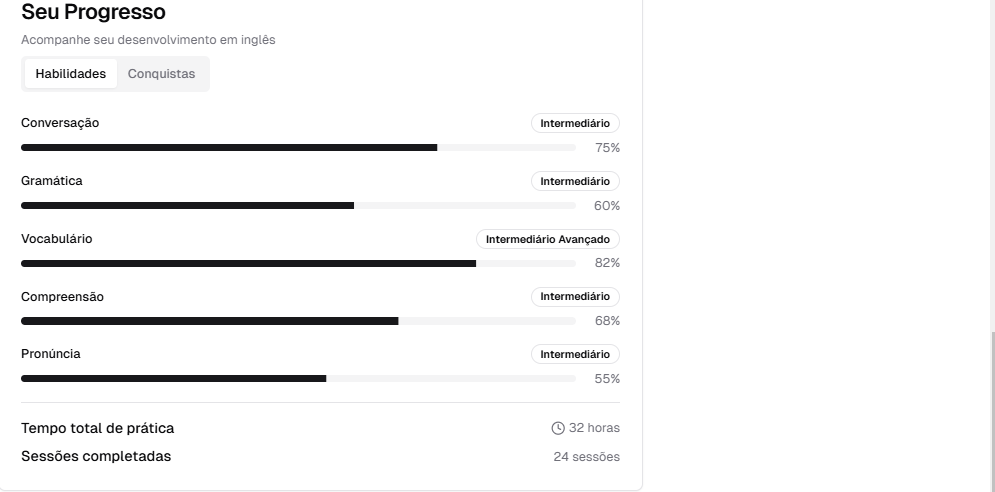 Seu Progresso
Acompanhe seu desenvolvimento em inglês
Habilidades Conquistas
Conversação Intermediário
75%
Gramática Intermediário
60%
Vocabulário Intermediário Avançado
82%
Compreensão Intermediário
68%
Pronúncia Intermediário
55%
Tempo total de prática 32 horas
Sessões completadas 24 sessões